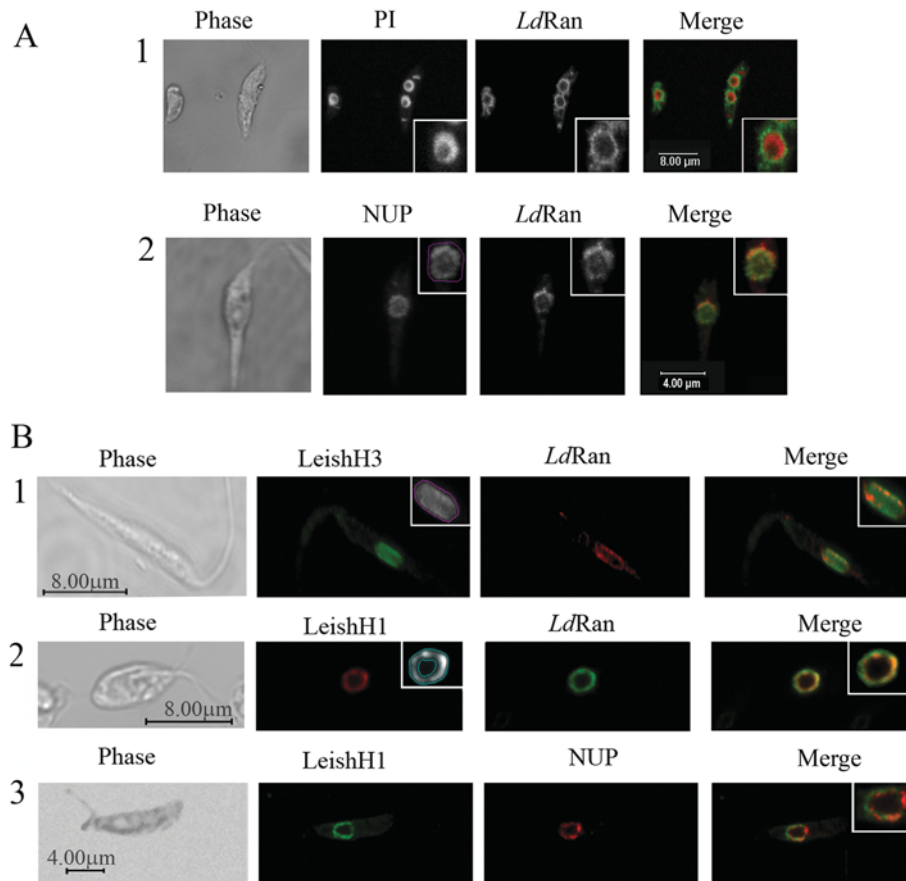 A
Phase PI LdRan Merge
1
8.00 µm
Phase NUP LdRan Merge
2
4.00 µm
B
Phase LeishH3 LdRan Merge
1
8.00µm
Phase LeishH1 LdRan Merge
2
8.00µm
Phase LeishH1 NUP Merge
3
4.00µm